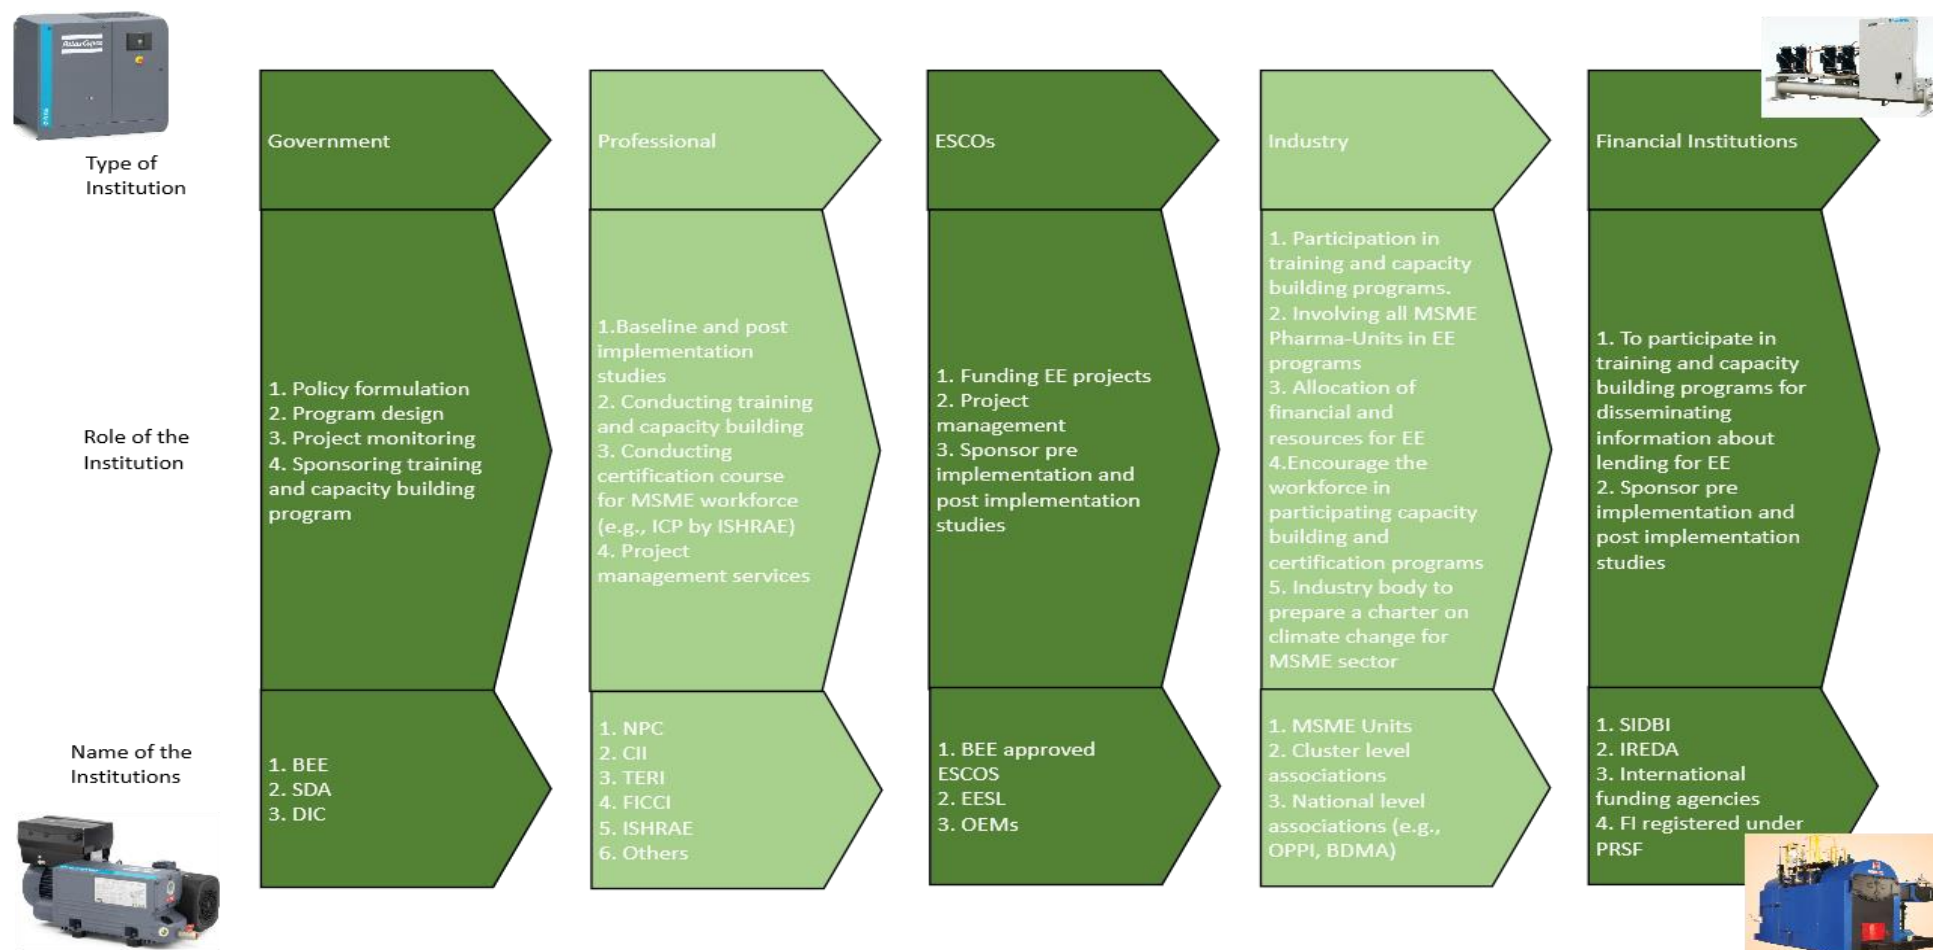 Atlas Copco
Type of
Institution
Government
Professional
ESCOs
Industry
Financial Institutions
Role of the
Institution
1. Policy formulation
2. Program design
3. Project monitoring
4. Sponsoring training
and capacity building
program
1.Baseline and post
implementation
studies
2. Conducting training
and capacity building
3. Conducting
certification course
for MSME workforce
(e.g., ICP by ISHRAE)
4. Project
management services
1. Funding EE projects
2. Project
management
3. Sponsor pre
implementation and
post implementation
studies
1. Participation in
training and capacity
building programs.
2. Involving all MSME
Pharma-Units in EE
programs
3. Allocation of
financial and
resources for EE
4.Encourage the
workforce in
participating capacity
building and
certification programs
5. Industry body to
prepare a charter on
climate change for
MSME sector
1. To participate in
training and capacity
building programs for
disseminating
information about
lending for EE
2. Sponsor pre
implementation and
post implementation
studies
Name of the
Institutions
1. BEE
2. SDA
3. DIC
1. NPC
2. CII
3. TERI
4. FICCI
5. ISHRAE
6. Others
1. BEE approved
ESCOS
2. EESL
3. OEMs
1. MSME Units
2. Cluster level
associations
3. National level
associations (e.g.,
OPPI, BDMA)
1. SIDBI
2. IREDA
3. International
funding agencies
4. FI registered under
PRSF